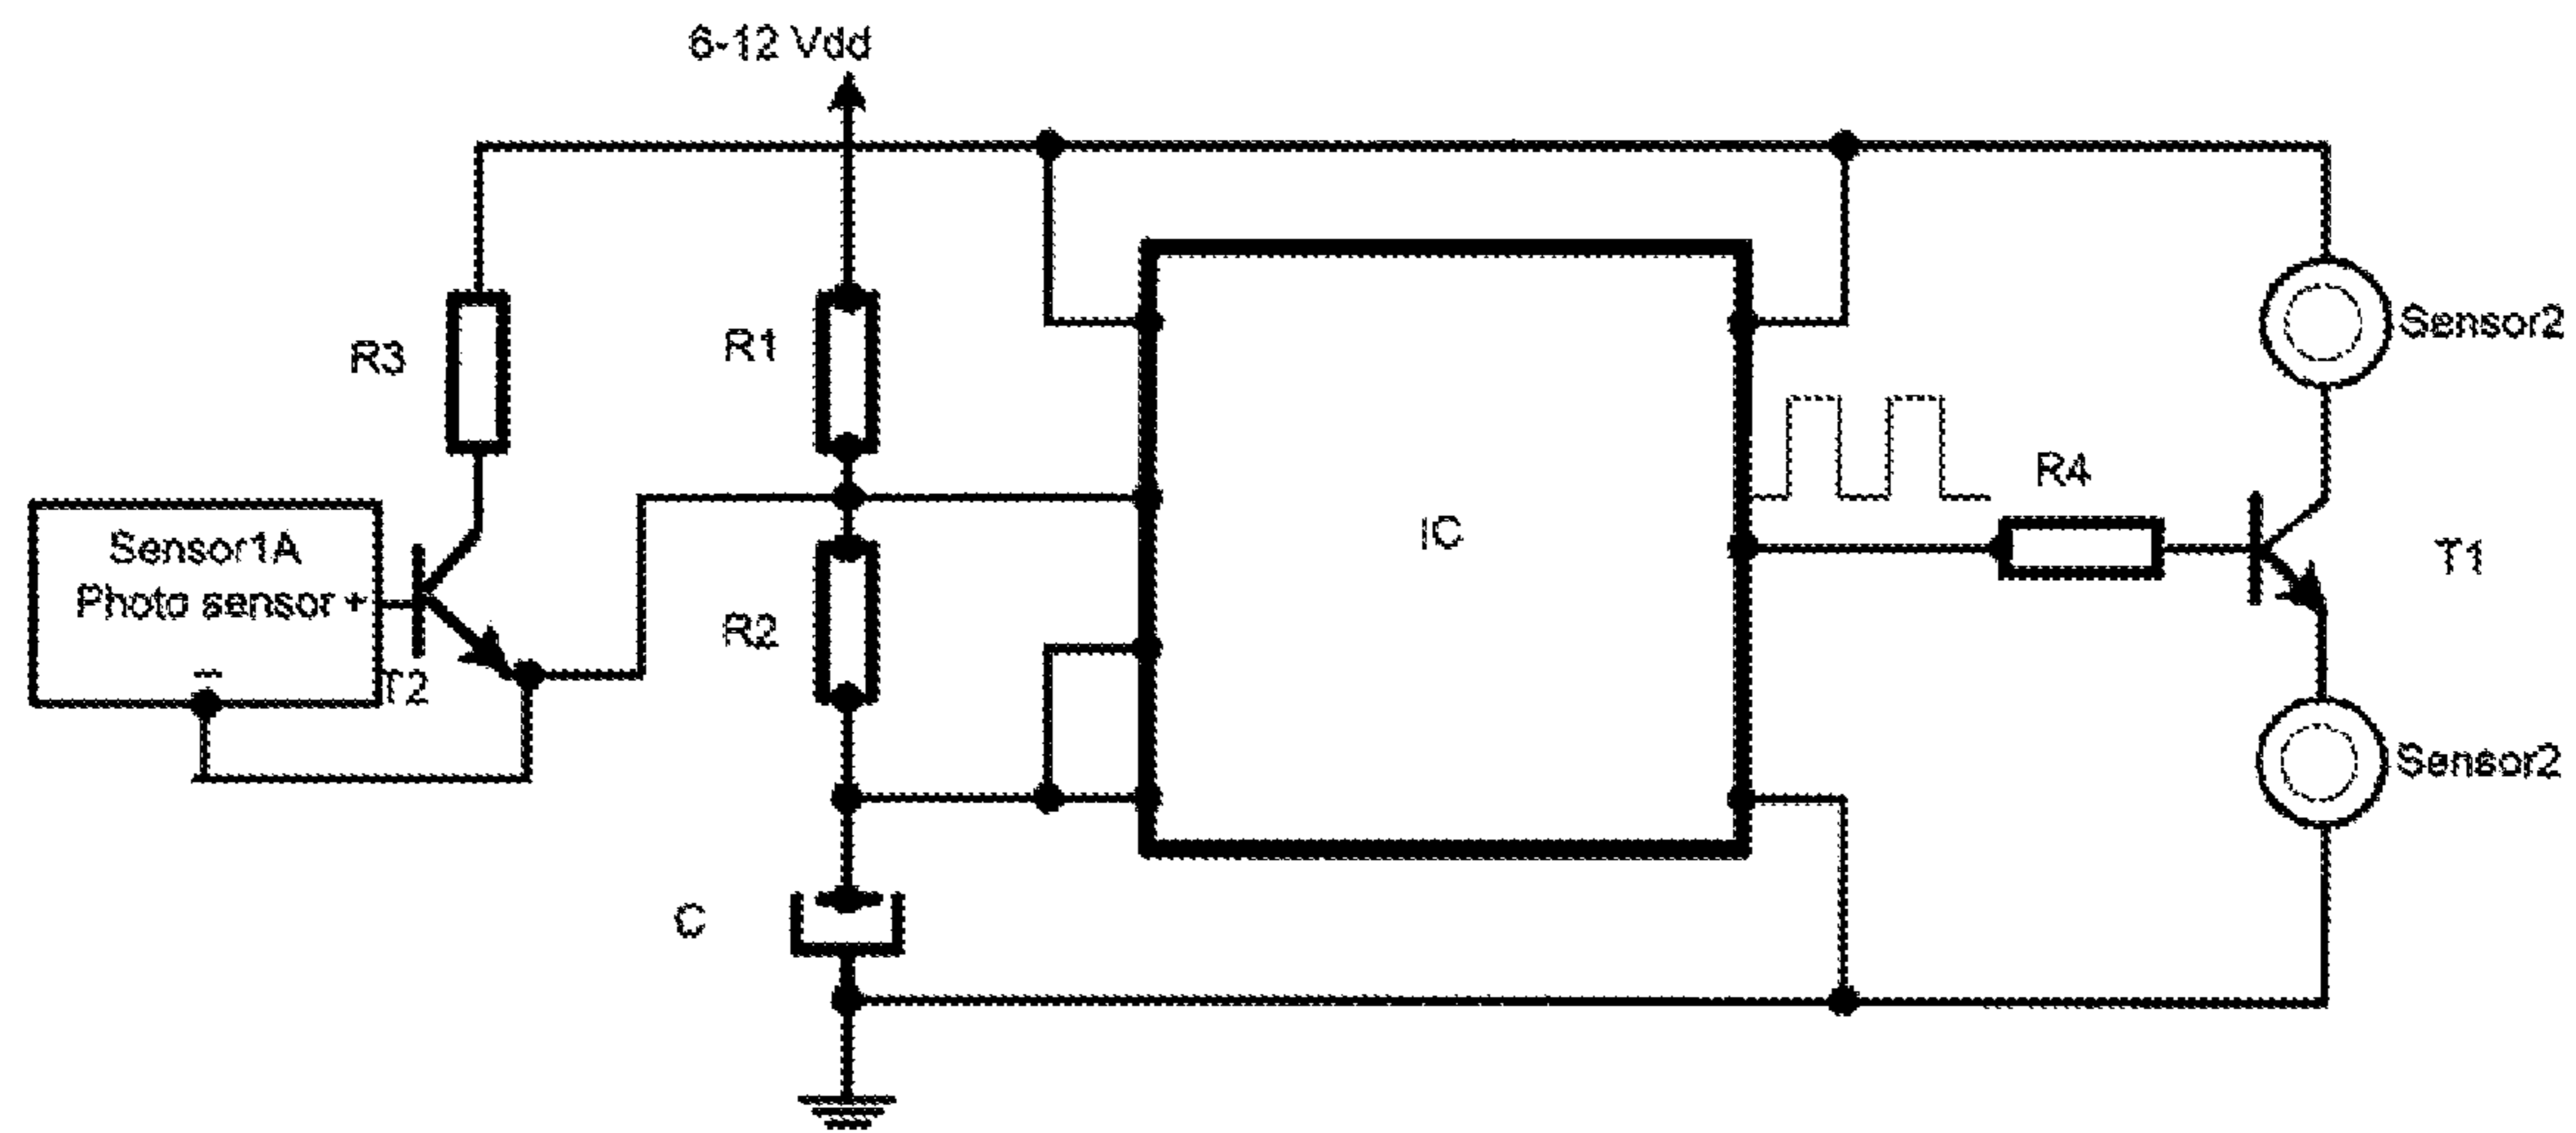 6-12 Vdd
R3
R1
Sensor2
R4
IC
Sensor1A
T1
Photo sensor +
R2
-
T2
Sensor2
C